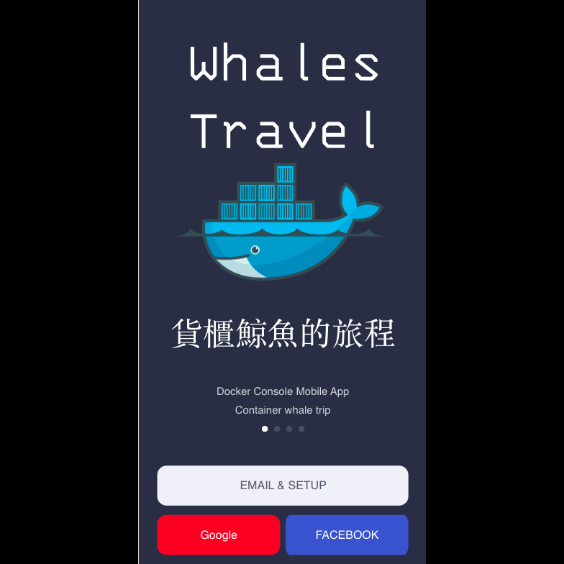 Whales
Travel
貨櫃鯨魚的旅程
Docker Console Mobile App
Container whale trip
EMAIL & SETUP
Google
FACEBOOK